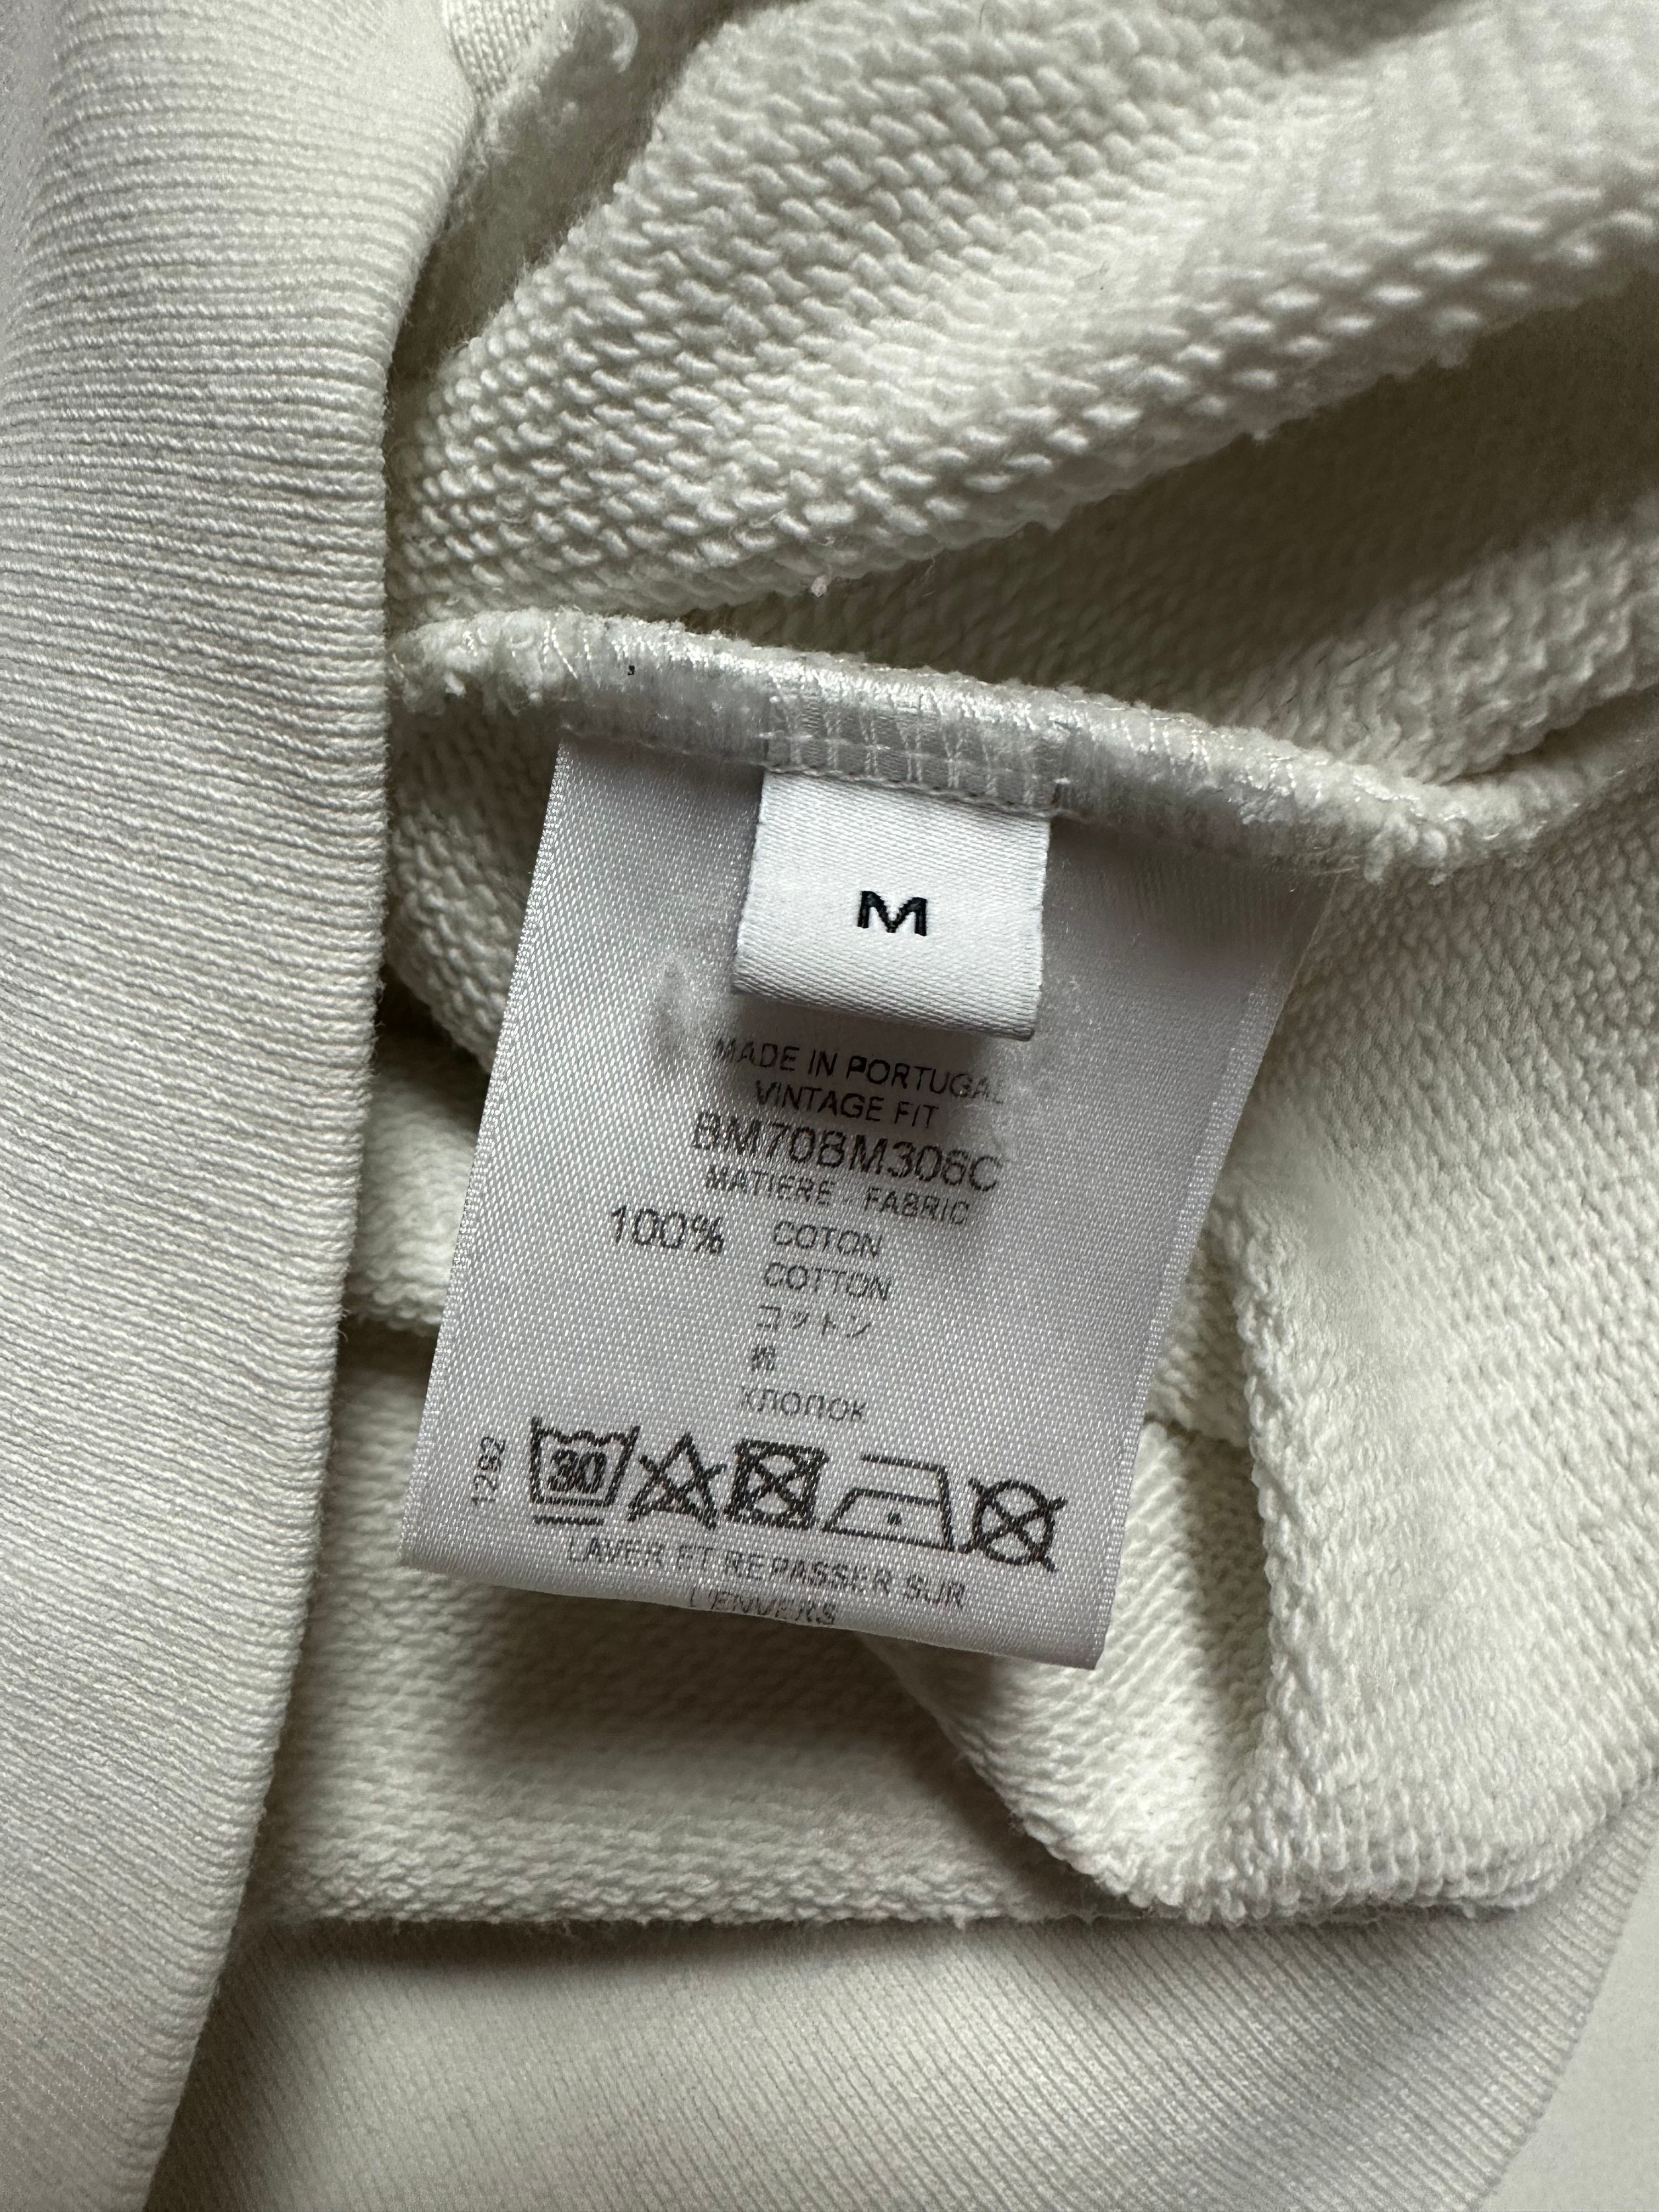 M
MADE IN PORTUGAL
VINTAGE FIT
BM70BM306C
MATIERE - FABRIC
100% COTON
COTTON
コットン
棉
ХЛОПОК
1292
30
LAVER ET REPASSER SUR
L'ENVERS